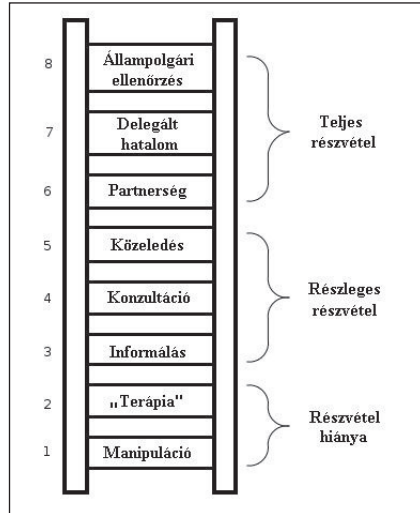 8
Állampolgári
ellenőrzés
7
Delegált
hatalom
Teljes
részvétel
6
Partnerség
5
Közeledés
4
Konzultáció
Részleges
részvétel
3
Informálás
2
„Terápia"
Részvétel
hiánya
1
Manipuláció